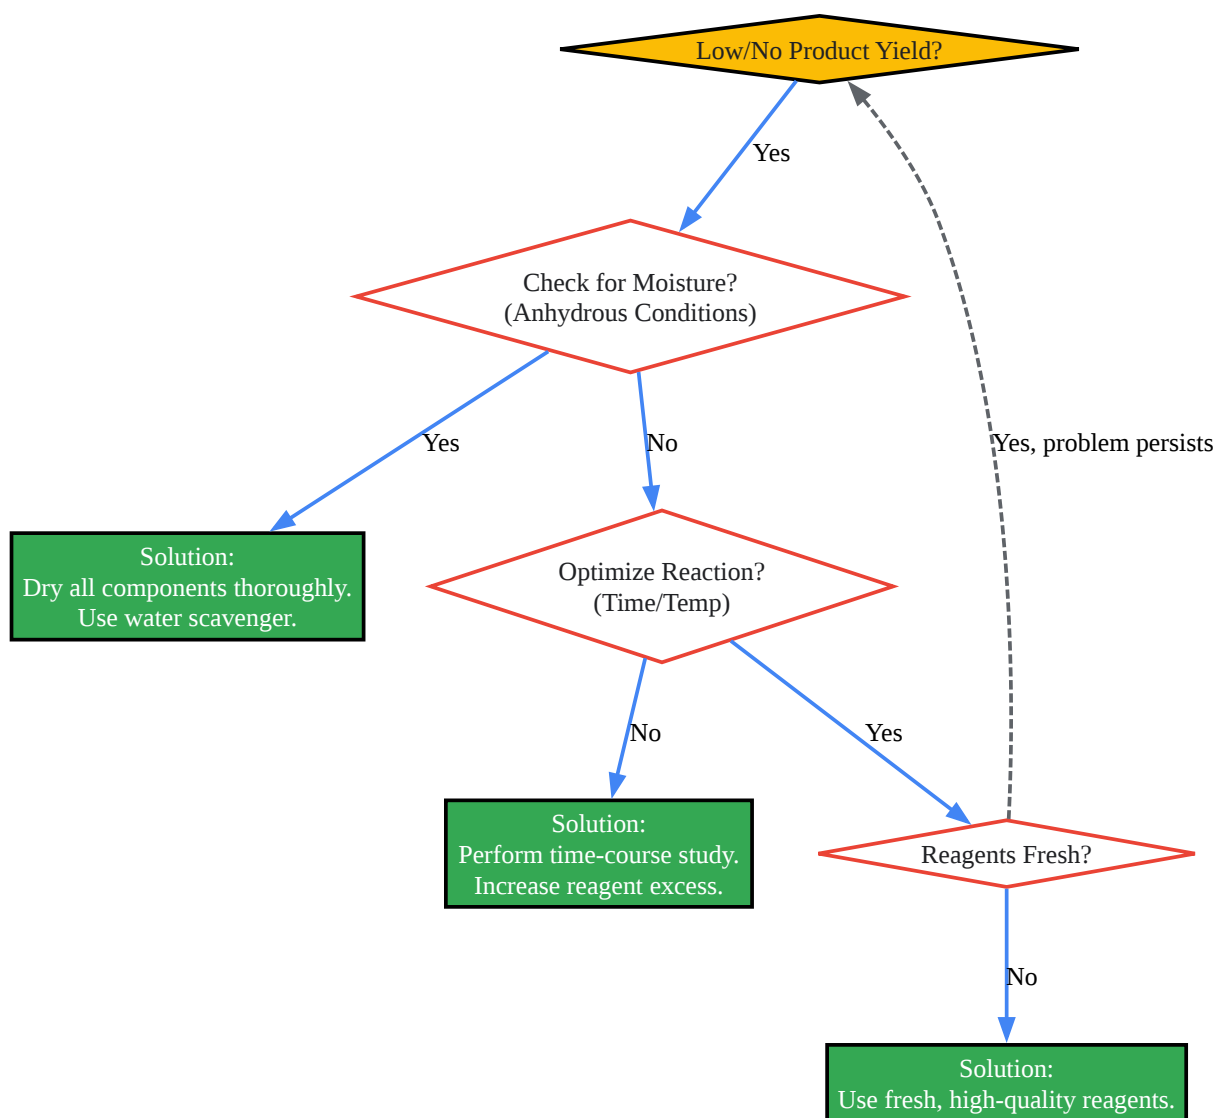 Low/No Product Yield?
Yes
Check for Moisture?
(Anhydrous Conditions)
Yes
No
Yes, problem persists
Solution:
Dry all components thoroughly.
Use water scavenger.
Optimize Reaction?
(Time/Temp)
No
Yes
Solution:
Perform time-course study.
Increase reagent excess.
Reagents Fresh?
No
Solution:
Use fresh, high-quality reagents.